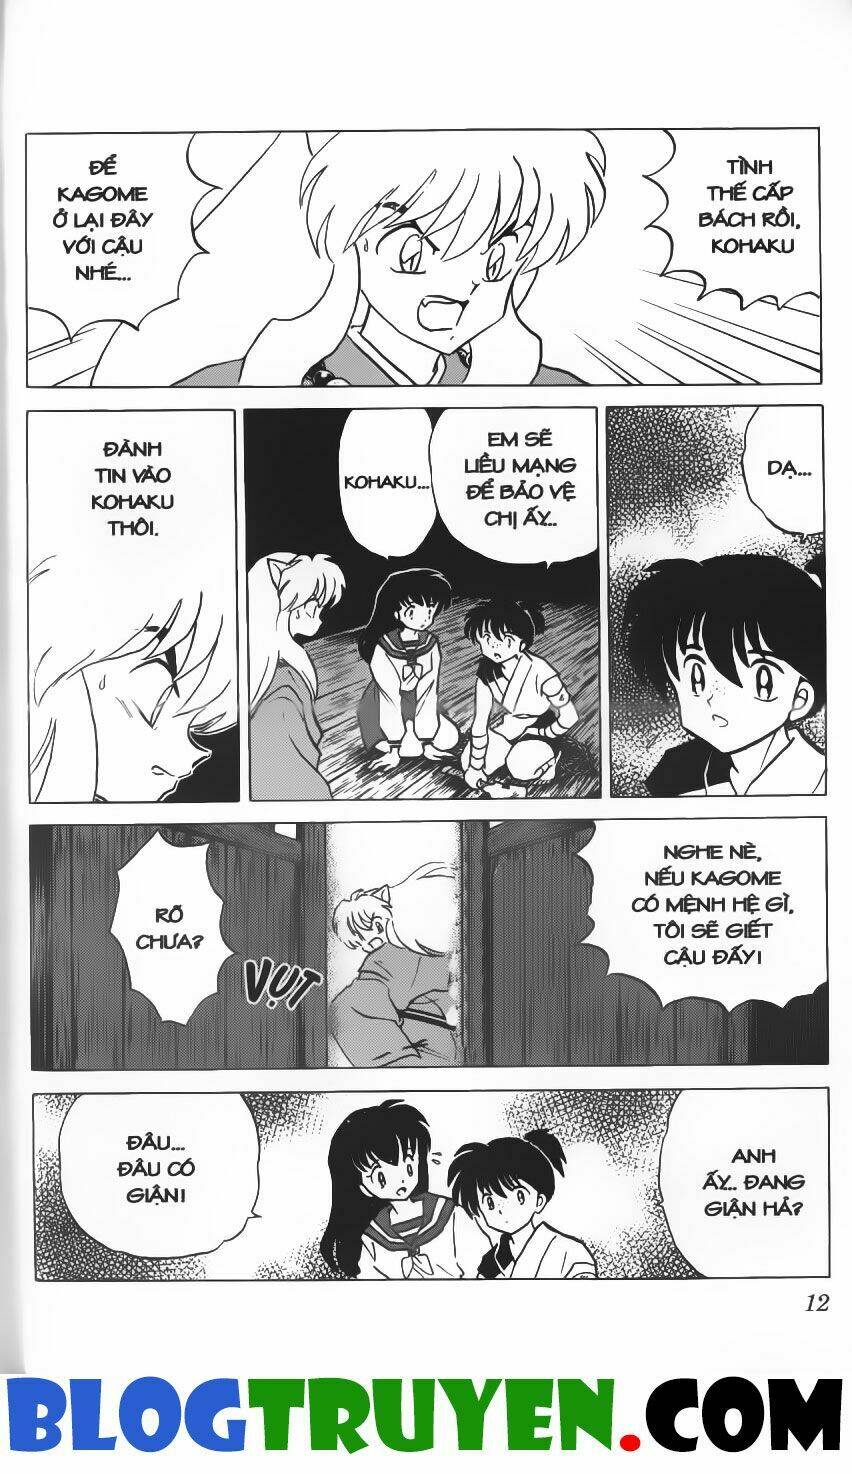 TÌNH
THẾ CẤP
BÁCH RỒI,
KOHAKU
ĐỂ
KAGOME
Ở LẠI ĐÂY
VỚI CẬU
NHÉ...
DẠ...
EM SẼ
LIỀU MẠNG
ĐỂ BẢO VỆ
CHỊ ẤY...
KOHAKU...
ĐÀNH
TIN VÀO
KOHAKU
THÔI.
NGHE NÈ,
NẾU KAGOME
CÓ MỆNH HỆ GÌ,
TÔI SẼ GIẾT
CẬU ĐẤY!
VỤT
RÕ
CHƯA?
ANH
ẤY... ĐANG
GIẬN HẢ?
ĐÂU...
ĐÂU CÓ
GIẬN!
12
BLOGTRUYEN.COM